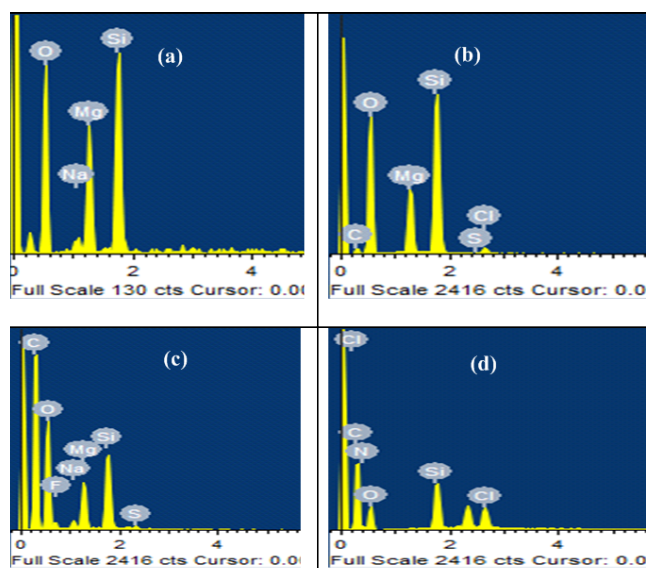 (a)
O
Si
Mg
Na
0 2 4
Full Scale 130 cts Cursor: 0.0
(b)
Si
O
Mg
C
Cl
S
0 2 4
Full Scale 2416 cts Cursor: 0.0
(c)
C
O
Si
Mg
Na
F
S
0 2 4
Full Scale 2416 cts Cursor: 0.0
(d)
Cl
C
N
O
Si
Cl
0 2 4
Full Scale 2416 cts Cursor: 0.0